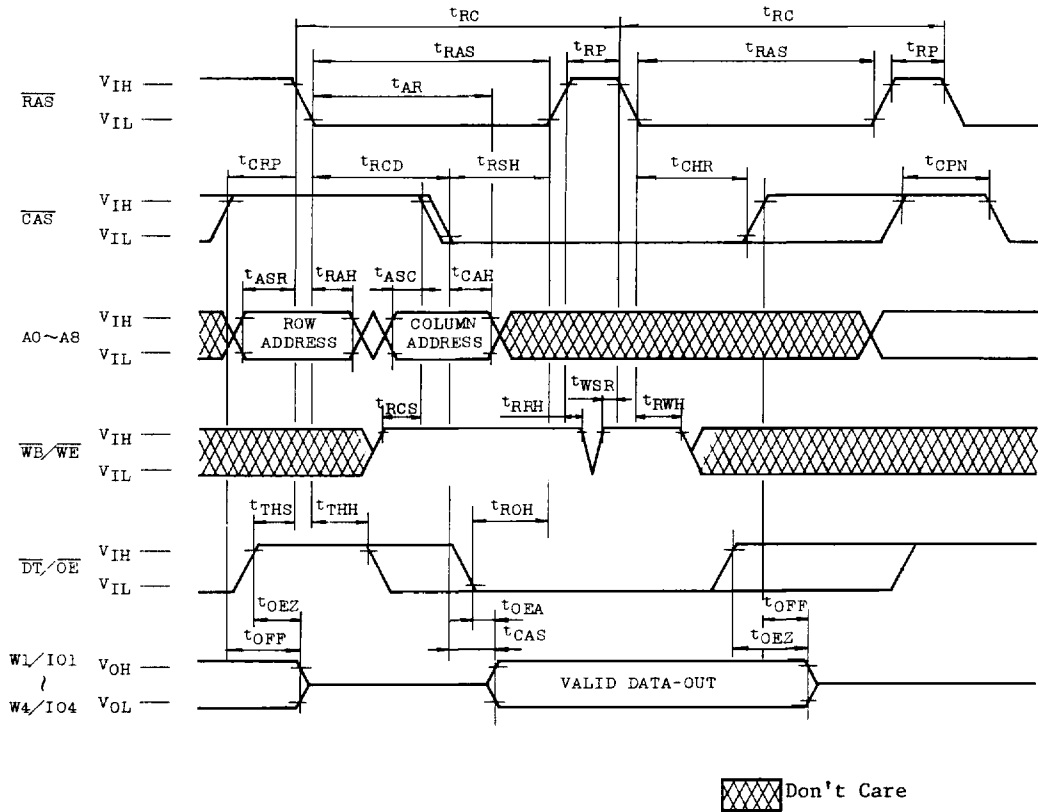 tRC tRC
tRAS tRP tRAS tRP
tAR
RAS VIH
VIL
tCRP tRCD tRSH tCHR tCPN
CAS VIH
VIL
tASR tRAH tASC tCAH
A0~A8 VIH
VIL
ROW ADDRESS
COLUMN ADDRESS
tRCS tRRH tWSR tRWH
WB/WE VIH
VIL
tTHS tTHH tROH
DT/OE VIH
VIL
tOEZ tOEA tOFF
tOFF tCAS tOEZ
W1/IO1 VOH
~ VALID DATA-OUT
W4/IO4 VOL
Don't Care